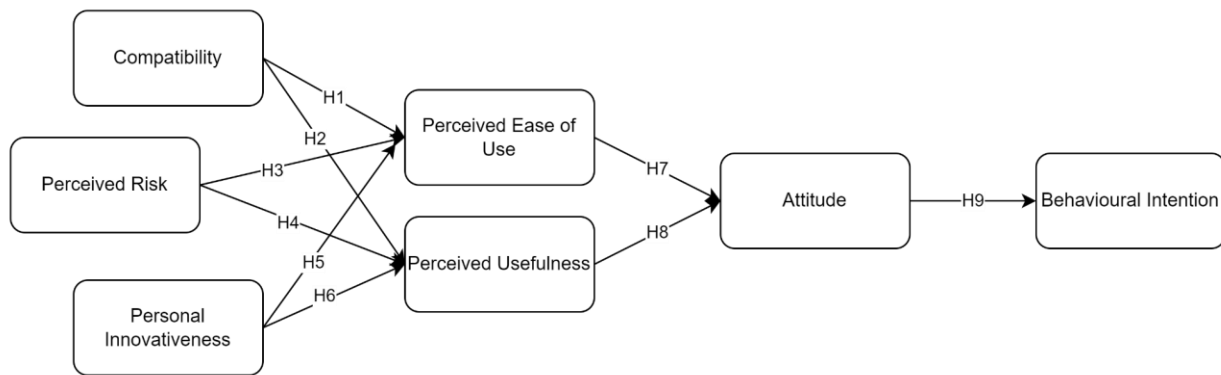 Compatibility
H1
Perceived Ease of
Use
H2
H3
H7
Perceived Risk
Attitude
H9
Behavioural Intention
H4
H8
H5
Perceived Usefulness
H6
Personal
Innovativeness